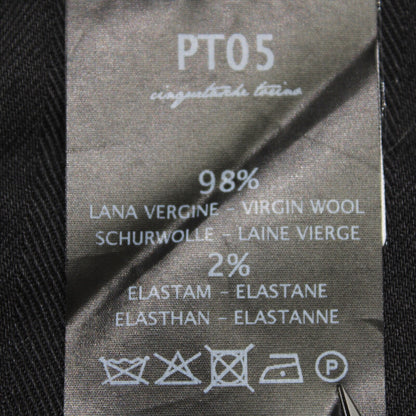 PT05
cinquetasche torino
98%
LANA VERGINE – VIRGIN WOOL
SCHURWOLLE – LAINE VIERGE
2%
ELASTAM – ELASTANE
ELASTHAN – ELASTANNE
P